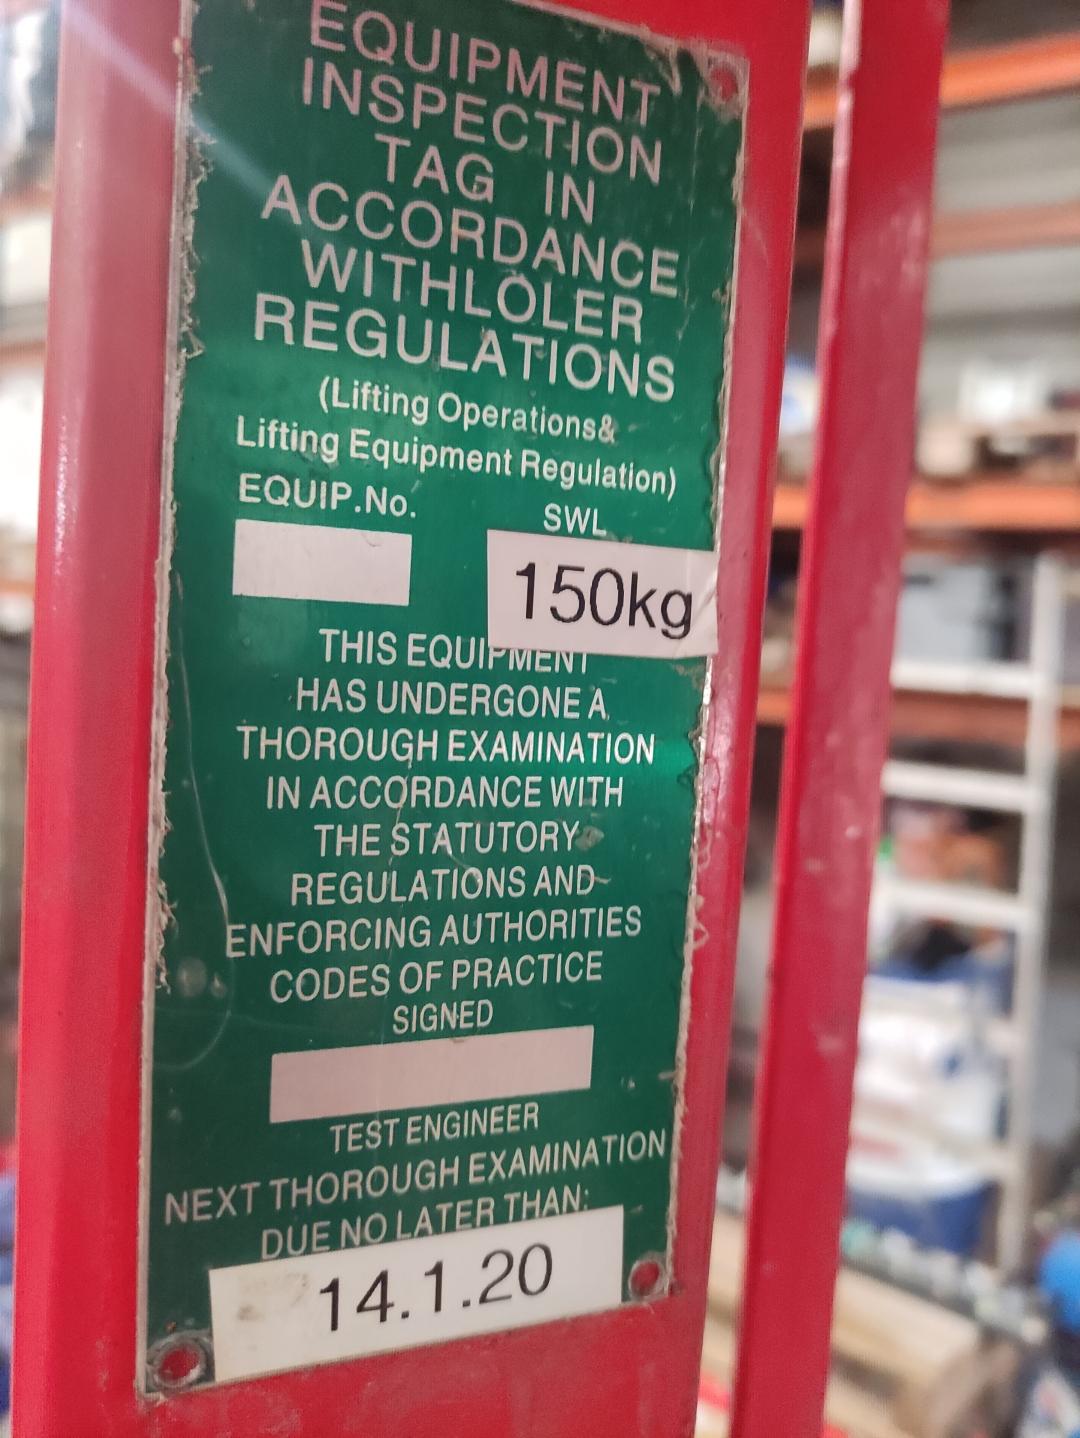 EQUIPMENT
INSPECTION
TAG IN
ACCORDANCE
WITHLOLER
REGULATIONS
(Lifting Operations&
Lifting Equipment Regulation)
EQUIP.No.
SWL
150kg
THIS EQUIPMENT
HAS UNDERGONE A
THOROUGH EXAMINATION
IN ACCORDANCE WITH
THE STATUTORY
REGULATIONS AND
ENFORCING AUTHORITIES
CODES OF PRACTICE
SIGNED
TEST ENGINEER
NEXT THOROUGH EXAMINATION
DUE NO LATER THAN:
14.1.20